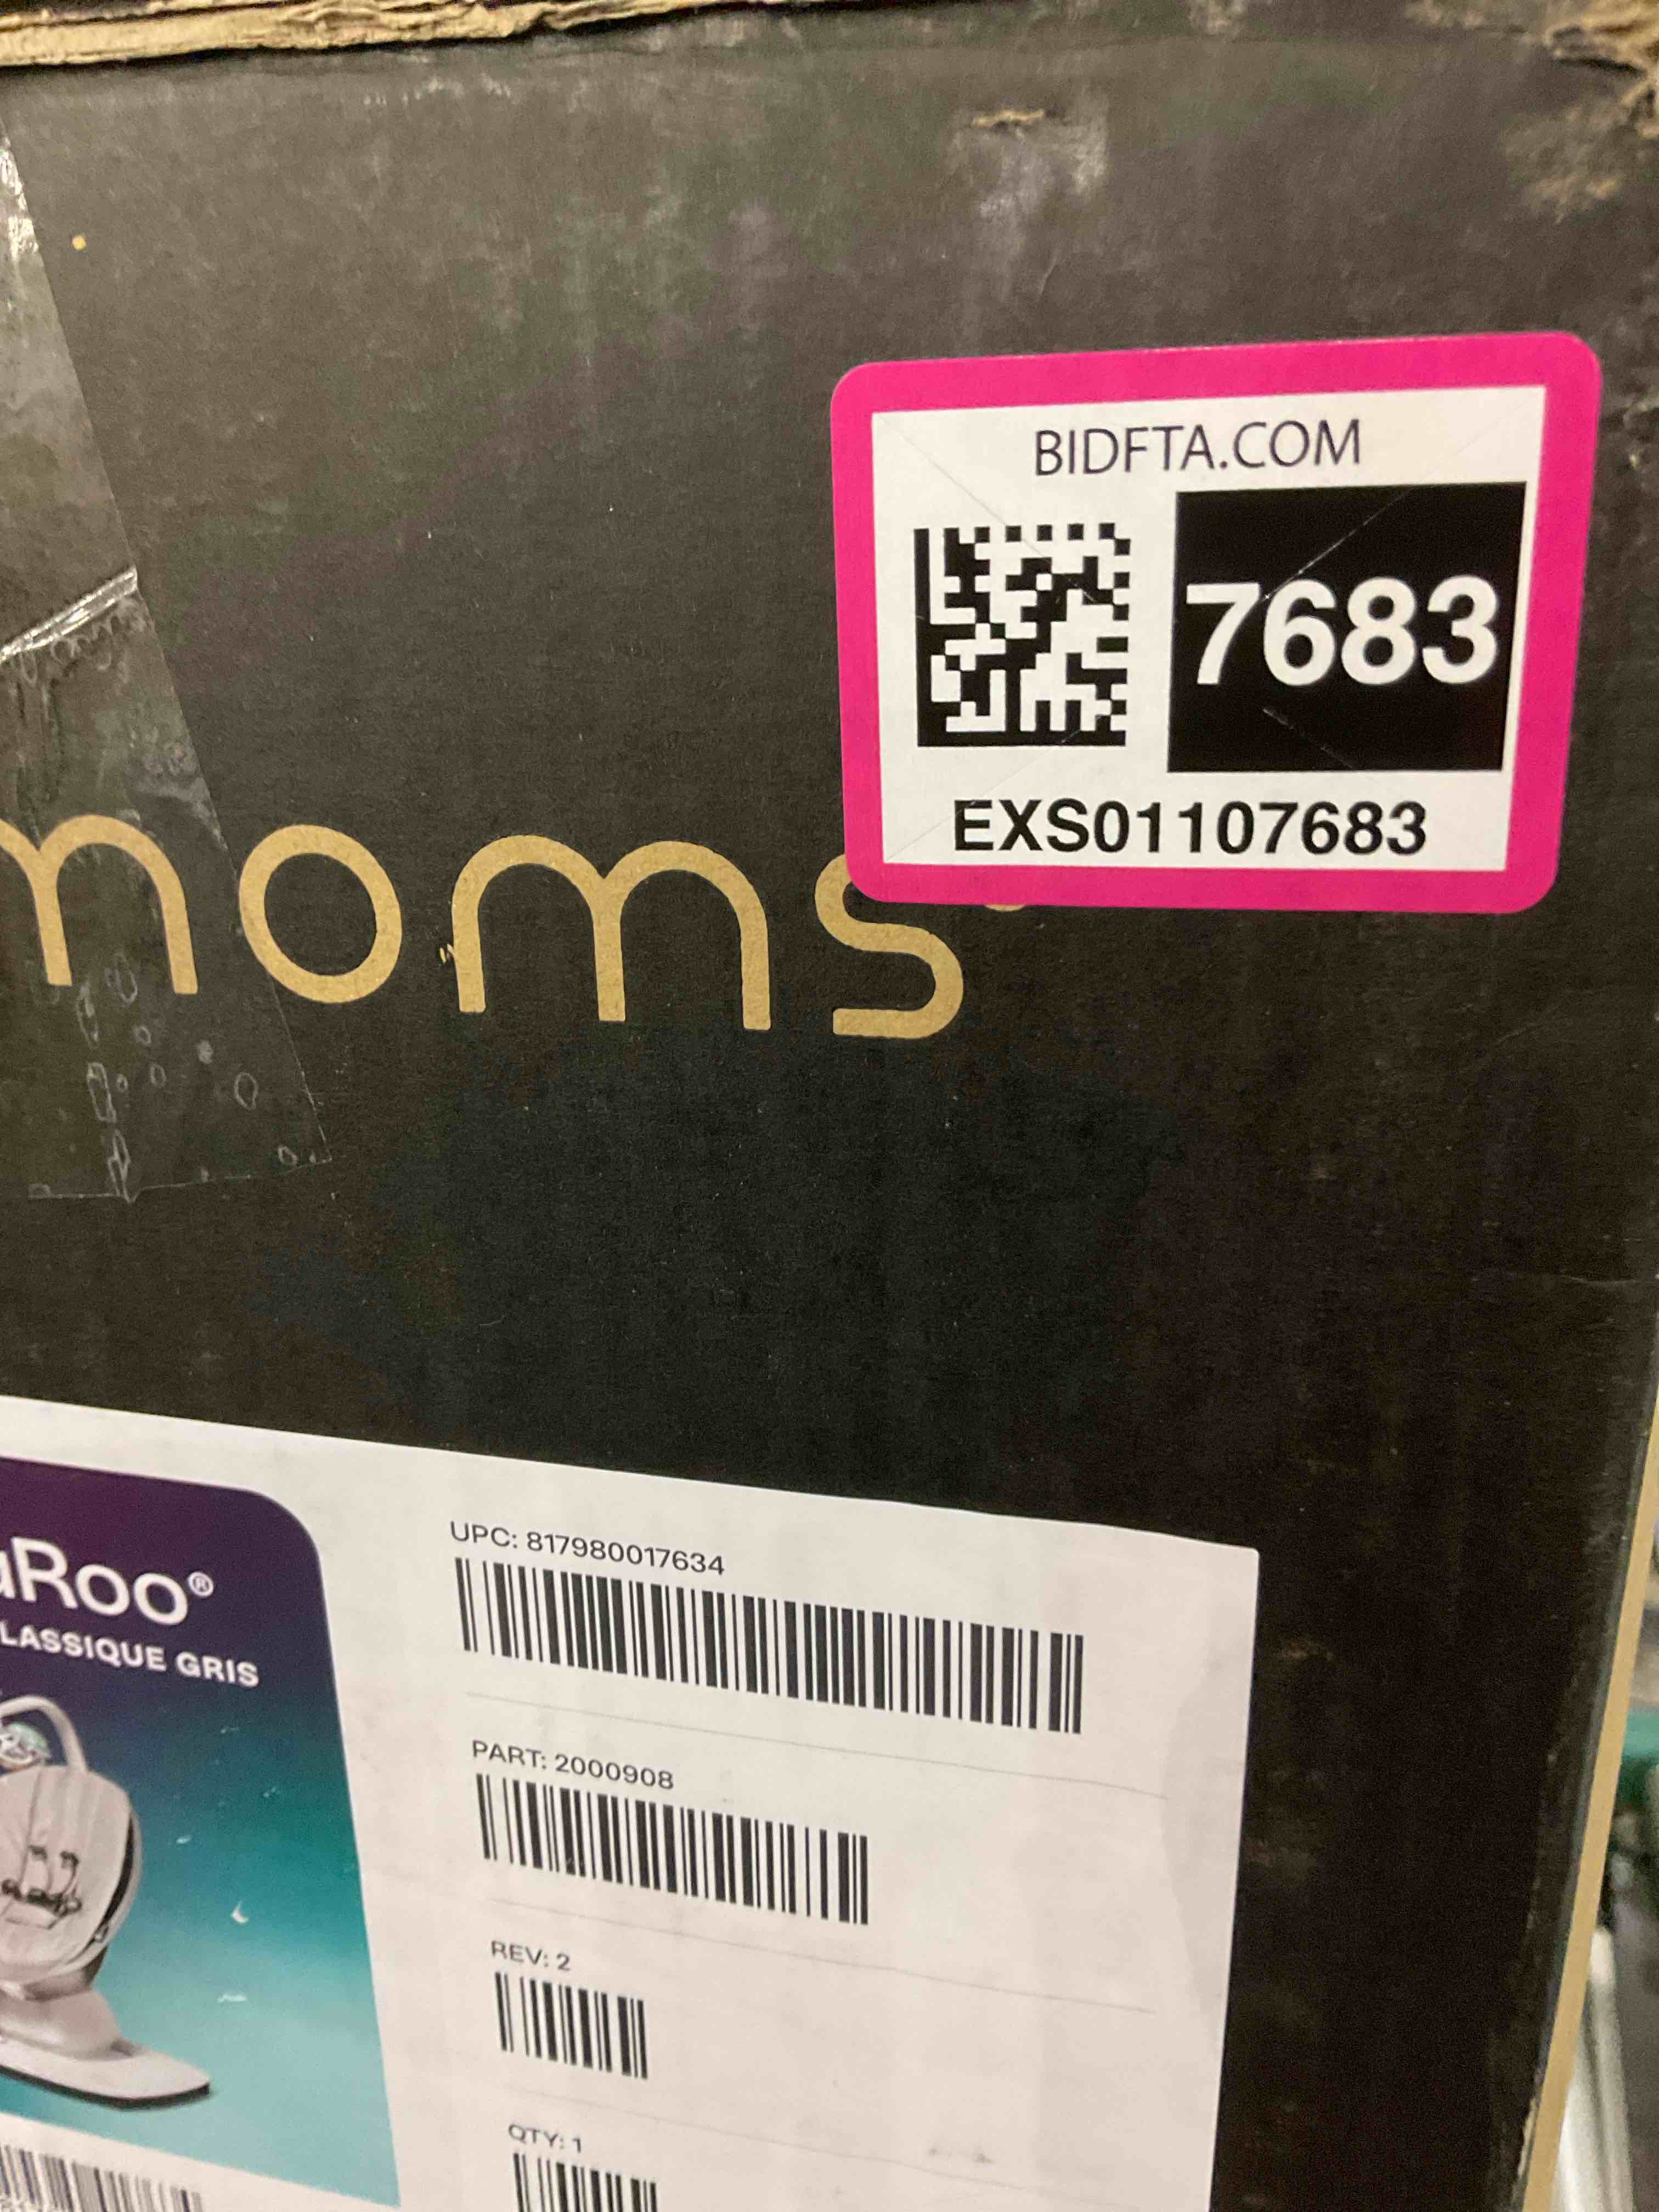 BIDFTA.COM
7683
EXS01107683
moms
aRoo®
LASSIQUE GRIS
UPC: 817980017634
PART: 2000908
REV: 2
QTY: 1